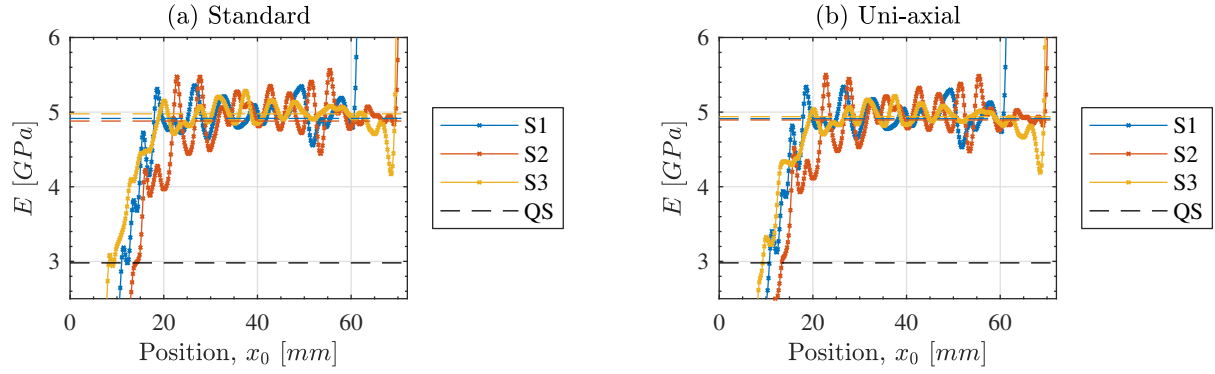 (a) Standard
6
5
4
3
E [GPa]
0 20 40 60
Position, x₀ [mm]
S1
S2
S3
QS
(b) Uni-axial
6
5
4
3
E [GPa]
0 20 40 60
Position, x₀ [mm]
S1
S2
S3
QS